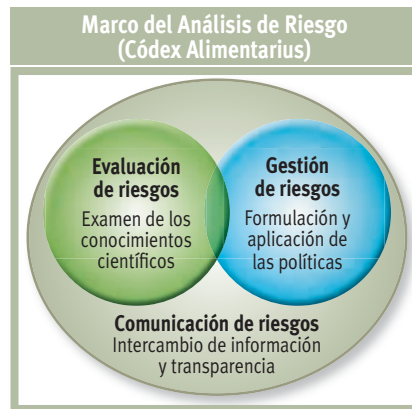 Marco del Análisis de Riesgo
(Códex Alimentarius)
Evaluación
de riesgos
Examen de los
conocimientos
científicos
Gestión
de riesgos
Formulación y
aplicación de
las políticas
Comunicación de riesgos
Intercambio de información
y transparencia